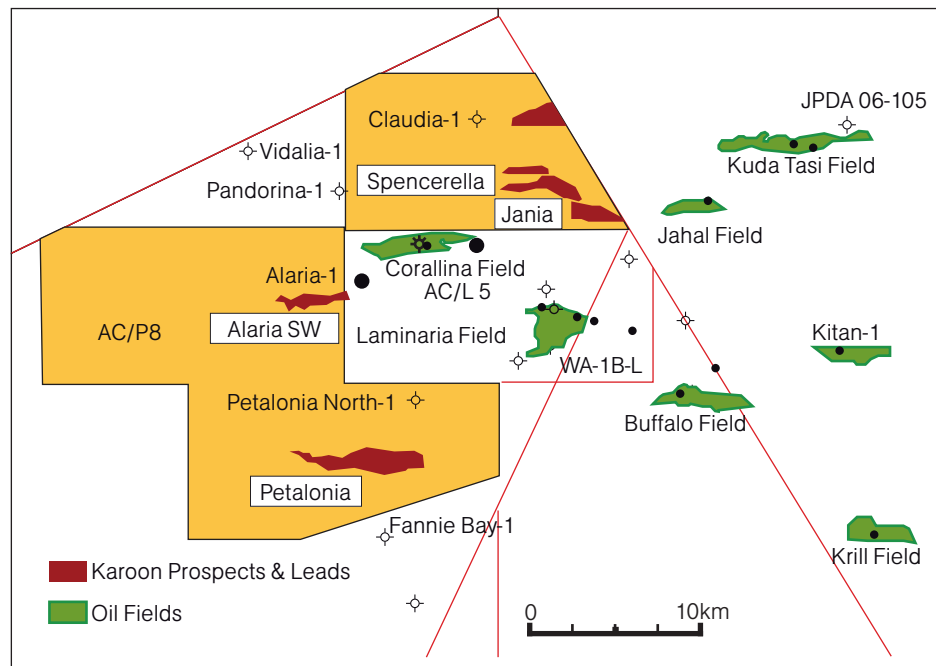 JPDA 06-105
Claudia-1
Kuda Tasi Field
Vidalia-1
Spencerella
Pandorina-1
Jania
Jahal Field
Corallina Field
AC/L 5
Alaria-1
AC/P8
Alaria SW
Laminaria Field
Kitan-1
WA-1B-L
Petalonia North-1
Buffalo Field
Petalonia
Fannie Bay-1
Krill Field
Karoon Prospects & Leads
Oil Fields
0 10km